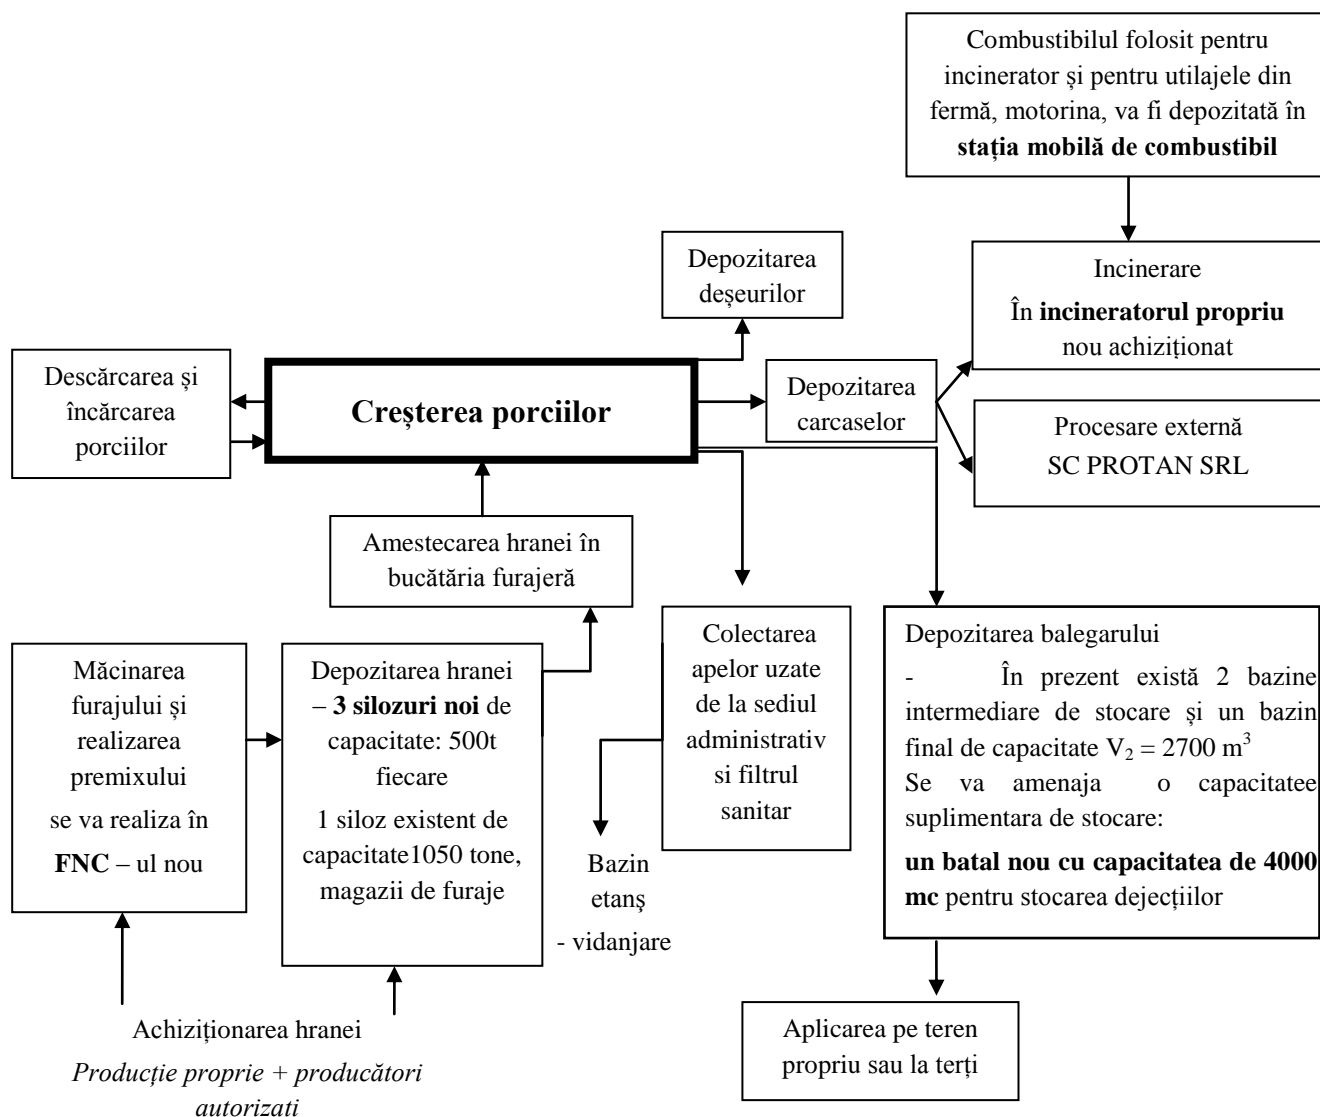 Combustibilul folosit pentru
incinerator și pentru utilajele din
fermă, motorina, va fi depozitată în
stația mobilă de combustibil
Depozitarea
deșeurilor
Incinerare
În incineratorul propriu
nou achiziționat
Descărcarea și
încărcarea
porciilor
Creșterea porciilor
Depozitarea
carcaselor
Procesare externă
SC PROTAN SRL
Amestecarea hranei în
bucătăria furajeră
Măcinarea
furajului și
realizarea
premixului
se va realiza în
FNC – ul nou
Depozitarea hranei
– 3 silozuri noi de
capacitate: 500t
fiecare
1 siloz existent de
capacitate1050 tone,
magazii de furaje
Colectarea
apelor uzate
de la sediul
administrativ
si filtrul
sanitar
Depozitarea balegarului
- În prezent există 2 bazine
intermediare de stocare și un bazin
final de capacitate V₂ = 2700 m³
Se va amenaja o capacitatee
suplimentara de stocare:
un batal nou cu capacitatea de 4000
mc pentru stocarea dejecțiilor
Bazin
etanş
- vidanjare
Achiziționarea hranei
Producție proprie + producători
autorizati
Aplicarea pe teren
propriu sau la terți